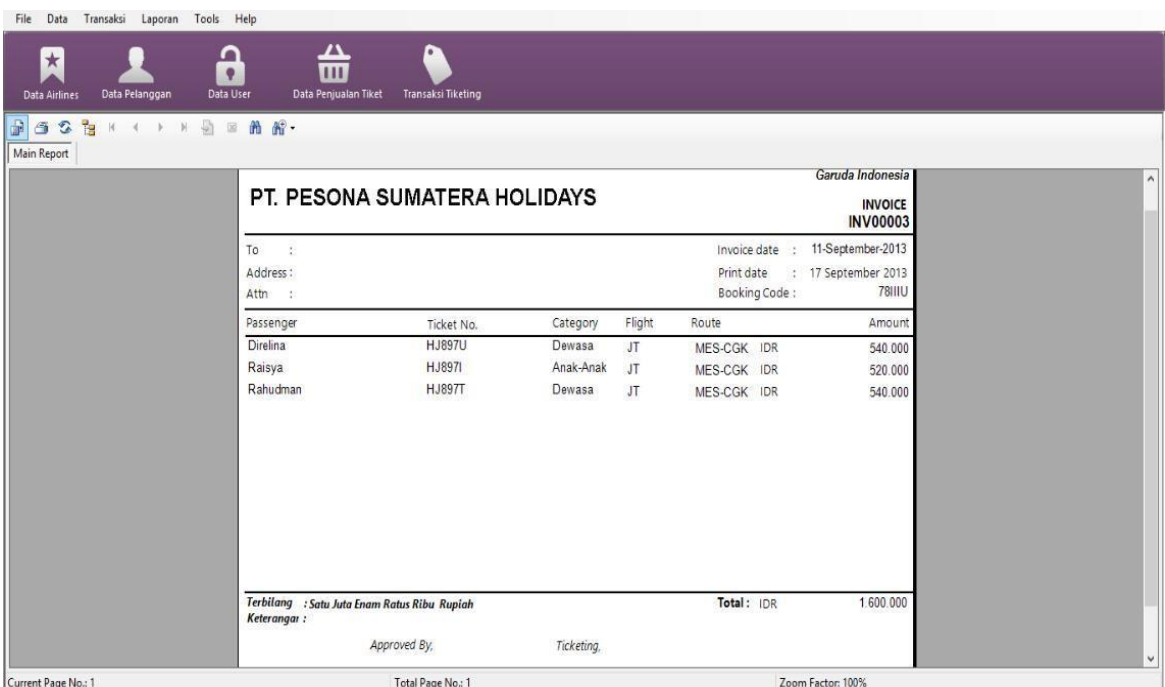 File Data Transaksi Laporan Tools Help
Data Airlines Data Pelanggan Data User Data Penjualan Tiket Transaksi Tiketing
Main Report
Garuda Indonesia
PT. PESONA SUMATERA HOLIDAYS
INVOICE
INV00003
To : Invoice date : 11-September-2013
Address : Print date : 17 September 2013
Attn : Booking Code : 78IIIU
Passenger Ticket No. Category Flight Route Amount
Direlina HJ897U Dewasa JT MES-CGK IDR 540.000
Raisya HJ897I Anak-Anak JT MES-CGK IDR 520.000
Rahudman HJ897T Dewasa JT MES-CGK IDR 540.000
Terbilang : Satu Juta Enam Ratus Ribu Rupiah Total : IDR 1.600.000
Keterangar :
Approved By, Ticketing,
Current Page No.: 1 Total Page No.: 1 Zoom Factor: 100%